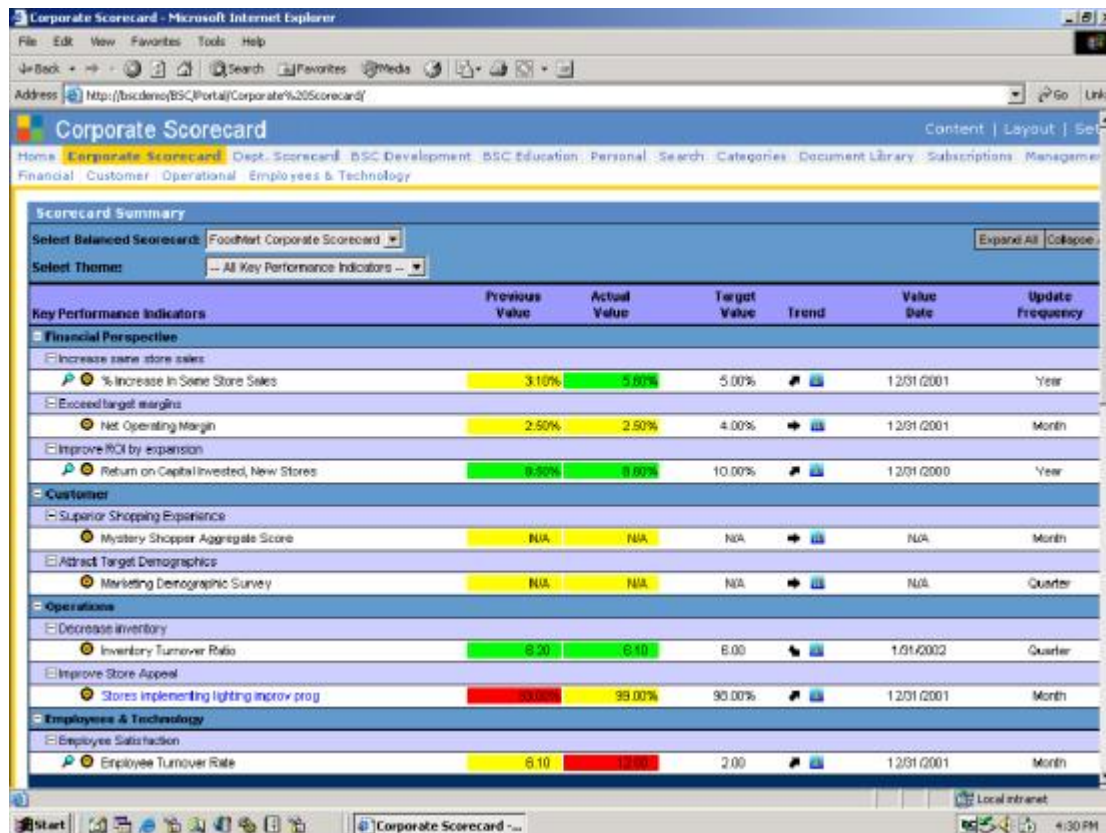 Corporate Scorecard - Microsoft Internet Explorer
File Edit View Favorites Tools Help
Back Search Favorites Media
Address http://bscdemo/BSC/Portal/Corporate%20Scorecard/ Go Link
Corporate Scorecard Content | Layout | Set
Home Corporate Scorecard Dept. Scorecard BSC Development BSC Education Personal Search Categories Document Library Subscriptions Managemen
Financial Customer Operational Employees & Technology
Scorecard Summary
Select Balanced Scorecard: FoodMart Corporate Scorecard Expand All Collapse
Select Theme: -- All Key Performance Indicators --
Key Performance Indicators Previous Value Actual Value Target Value Trend Value Date Update Frequency
Financial Perspective
Increase same store sales
% Increase In Same Store Sales 3.10% 5.00% 12/31/2001 Year
Exceed target margins
Net Operating Margin 2.50% 2.50% 4.00% 12/31/2001 Month
Improve ROI by expansion
Return on Capital Invested, New Stores 10.00% 12/31/2000 Year
Customer
Superior Shopping Experience
Mystery Shopper Aggregate Score N/A N/A N/A N/A Month
Attract Target Demographics
Marketing Demographic Survey N/A N/A N/A N/A Quarter
Operations
Decrease inventory
Inventory Turnover Ratio 6.20 6.10 6.00 1/31/2002 Quarter
Improve Store Appeal
Stores implementing lighting improv prog 99.00% 12/31/2001 Month
Employees & Technology
Employee Satisfaction
Employee Turnover Rate 6.10 2.00 12/31/2001 Month
Local intranet
Start Corporate Scorecard -... 4:30 PM